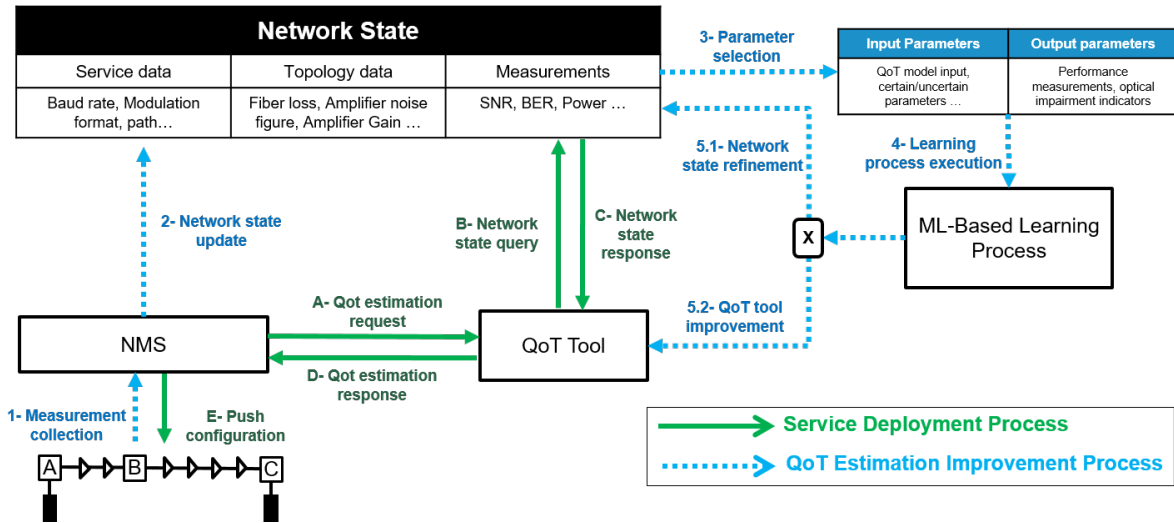 Network State
Service data
Topology data
Measurements
Baud rate, Modulation
format, path…
Fiber loss, Amplifier noise
figure, Amplifier Gain …
SNR, BER, Power …
3- Parameter
selection
Input Parameters
Output parameters
QoT model input,
certain/uncertain
parameters …
Performance
measurements, optical
impairment indicators
4- Learning
process execution
5.1- Network
state refinement
2- Network state
update
B- Network
state query
C- Network
state
response
X
ML-Based Learning
Process
A- Qot estimation
request
5.2- QoT tool
improvement
NMS
QoT Tool
D- Qot estimation
response
1- Measurement
collection
E- Push
configuration
A
B
C
Service Deployment Process
QoT Estimation Improvement Process